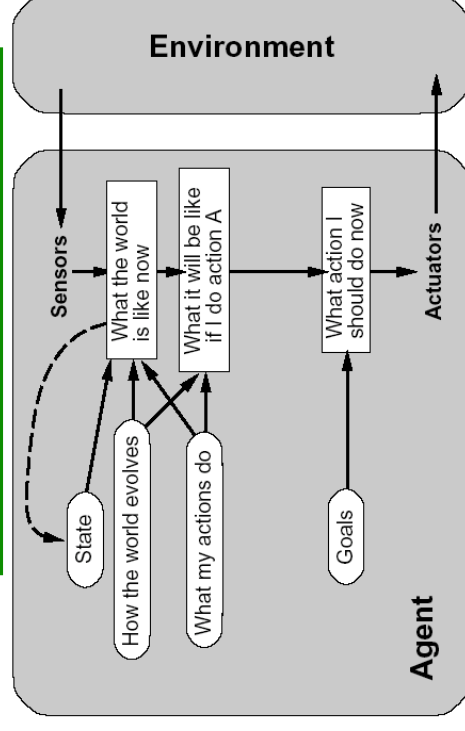 Environment
Sensors
State
What the world
is like now
How the world evolves
What it will be like
if I do action A
What my actions do
Goals
What action I
should do now
Agent
Actuators